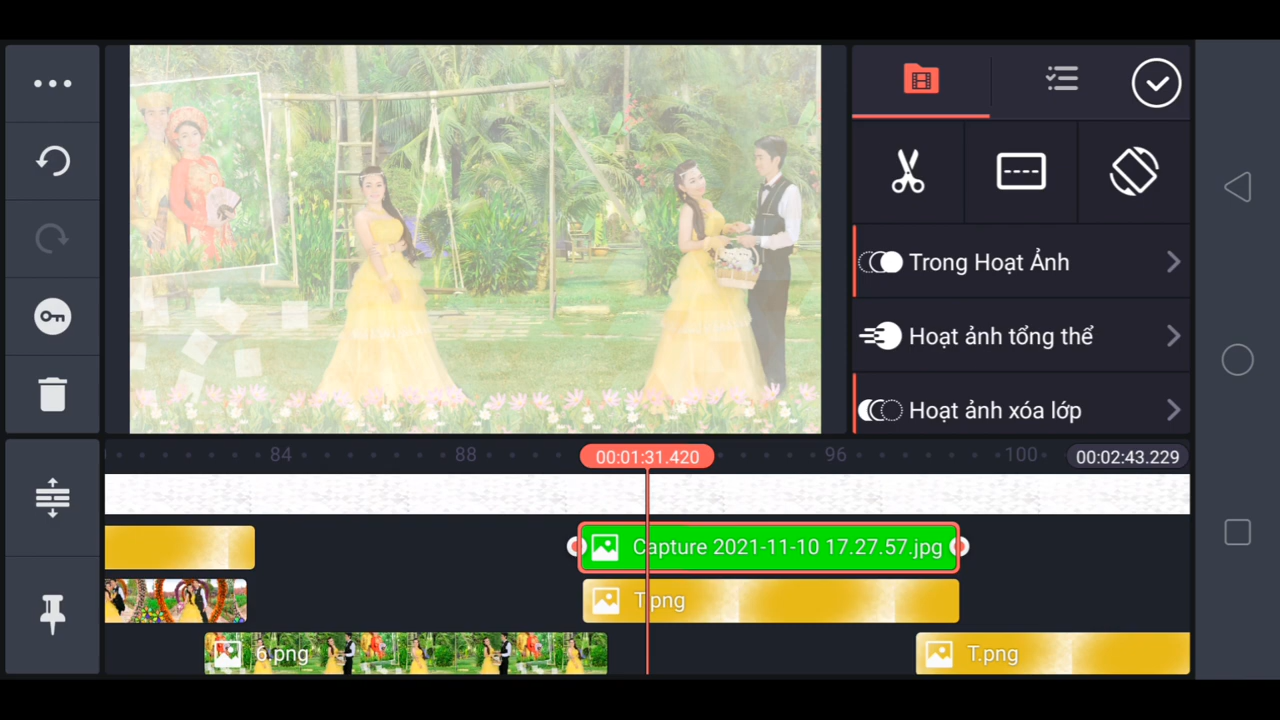 Trong Hoạt Ảnh
Hoạt ảnh tổng thể
Hoạt ảnh xóa lớp
84
88
00:01:31.420
96
100
00:02:43.229
Capture 2021-11-10 17.27.57.jpg
T.png
6.png
T.png